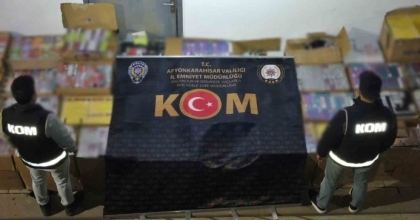 T.C.
AFYONKARAHİSAR VALİLİĞİ
İL EMNİYET MÜDÜRLÜĞÜ
KOM
KOM
KOM